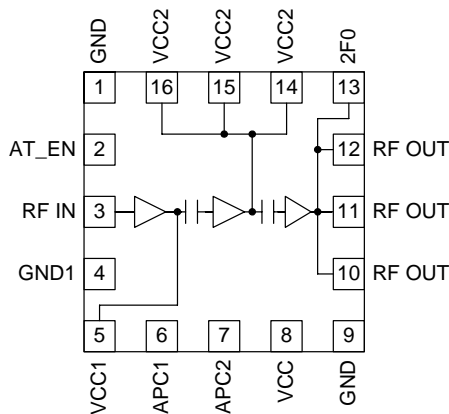 GND
VCC2
VCC2
VCC2
2F0
1
16
15
14
13
AT_EN
2
12
RF OUT
RF IN
3
11
RF OUT
GND1
4
10
RF OUT
5
6
7
8
9
VCC1
APC1
APC2
VCC
GND